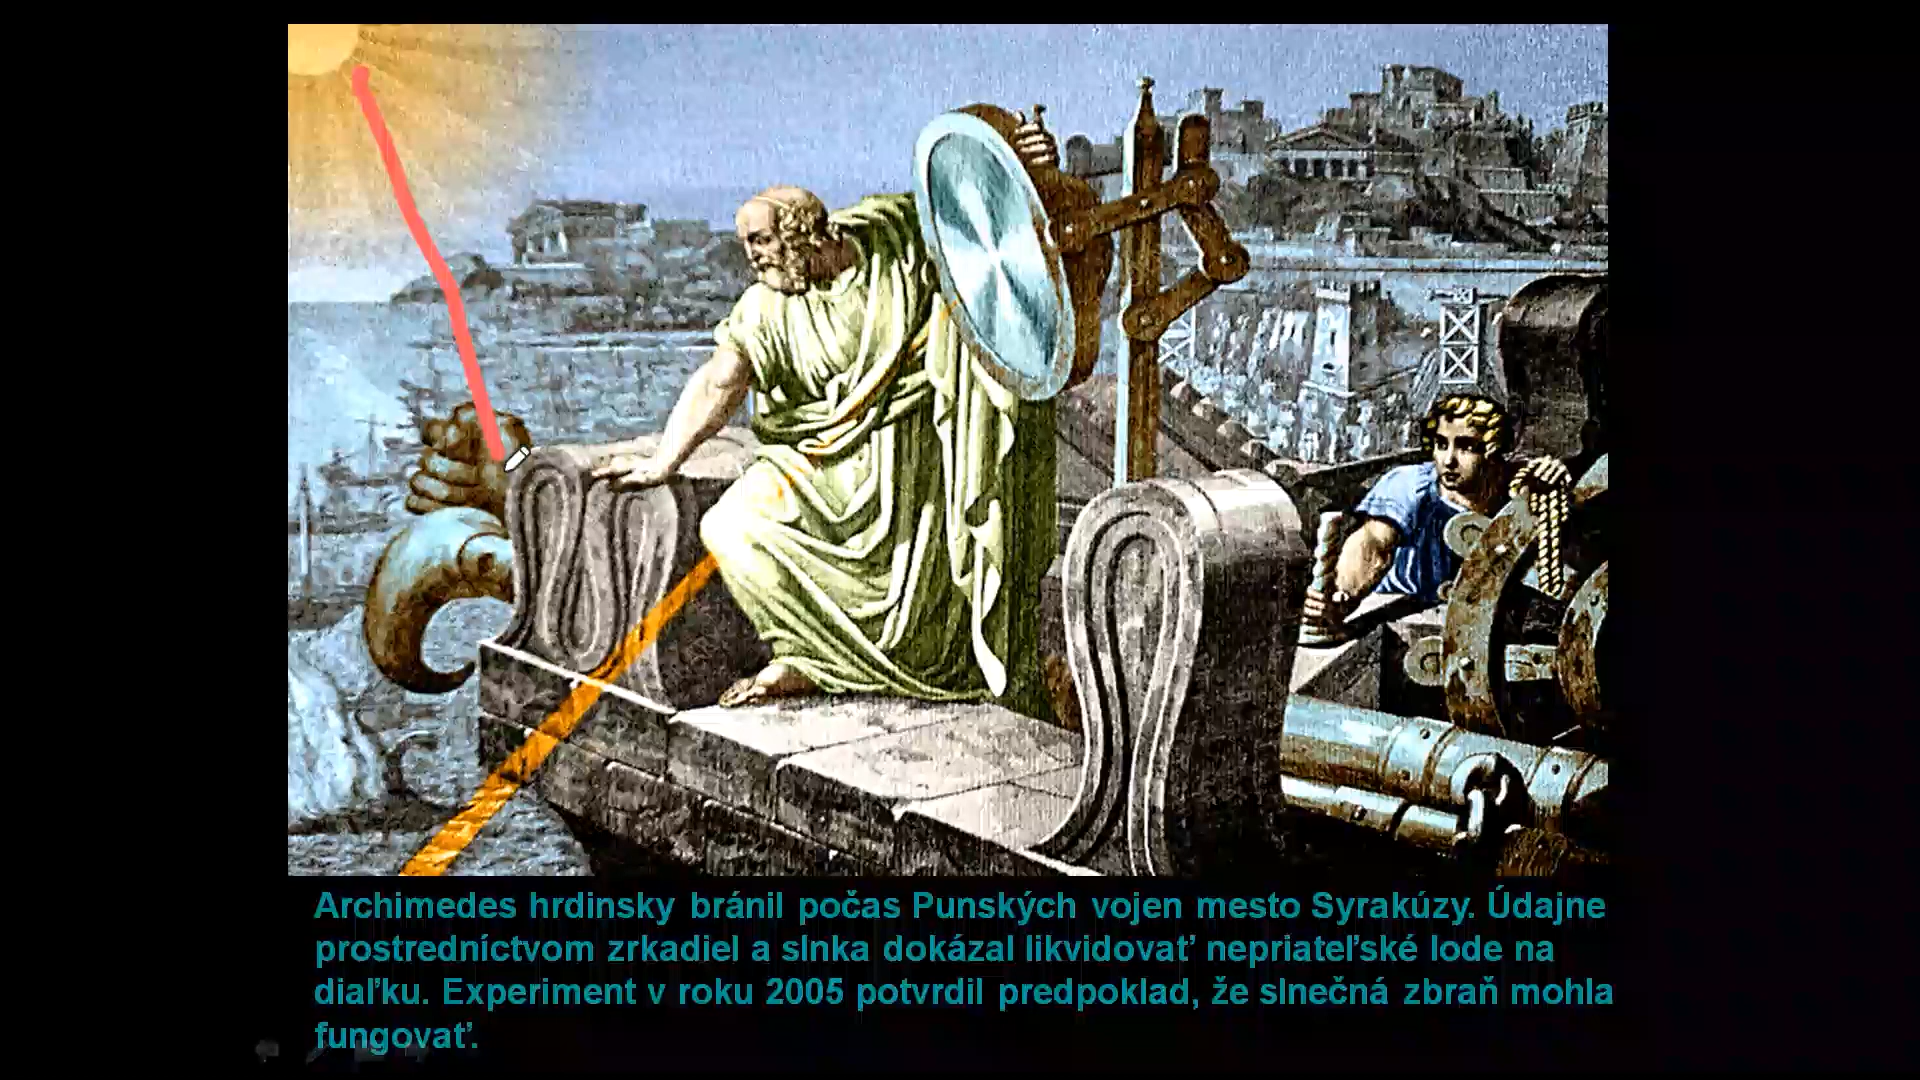 Archimedes hrdinsky bránil počas Punských vojen mesto Syrakúzy. Údajne
prostredníctvom zrkadiel a slnka dokázal likvidovať nepriateľské lode na
diaľku. Experiment v roku 2005 potvrdil predpoklad, že slnečná zbraň mohla
fungovať.